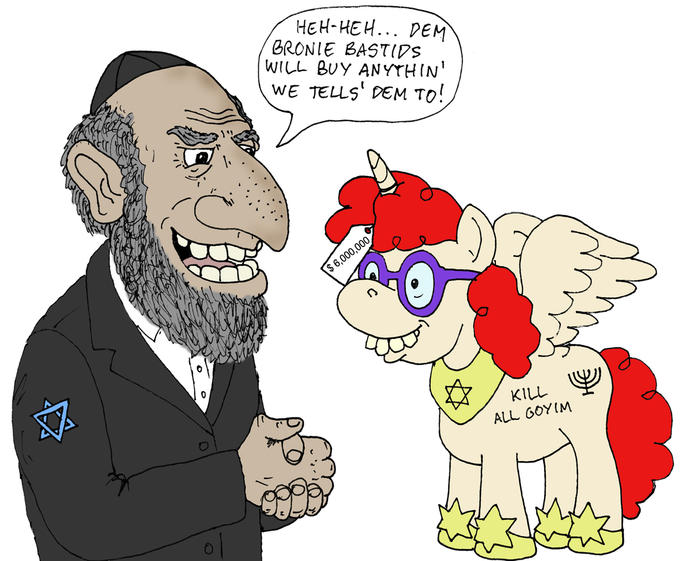 HEH-HEH... DEM
BRONIE BASTIDS
WILL BUY ANYTHIN'
WE TELLS' DEM TO!
$6,000,000
KILL
ALL GOYIM